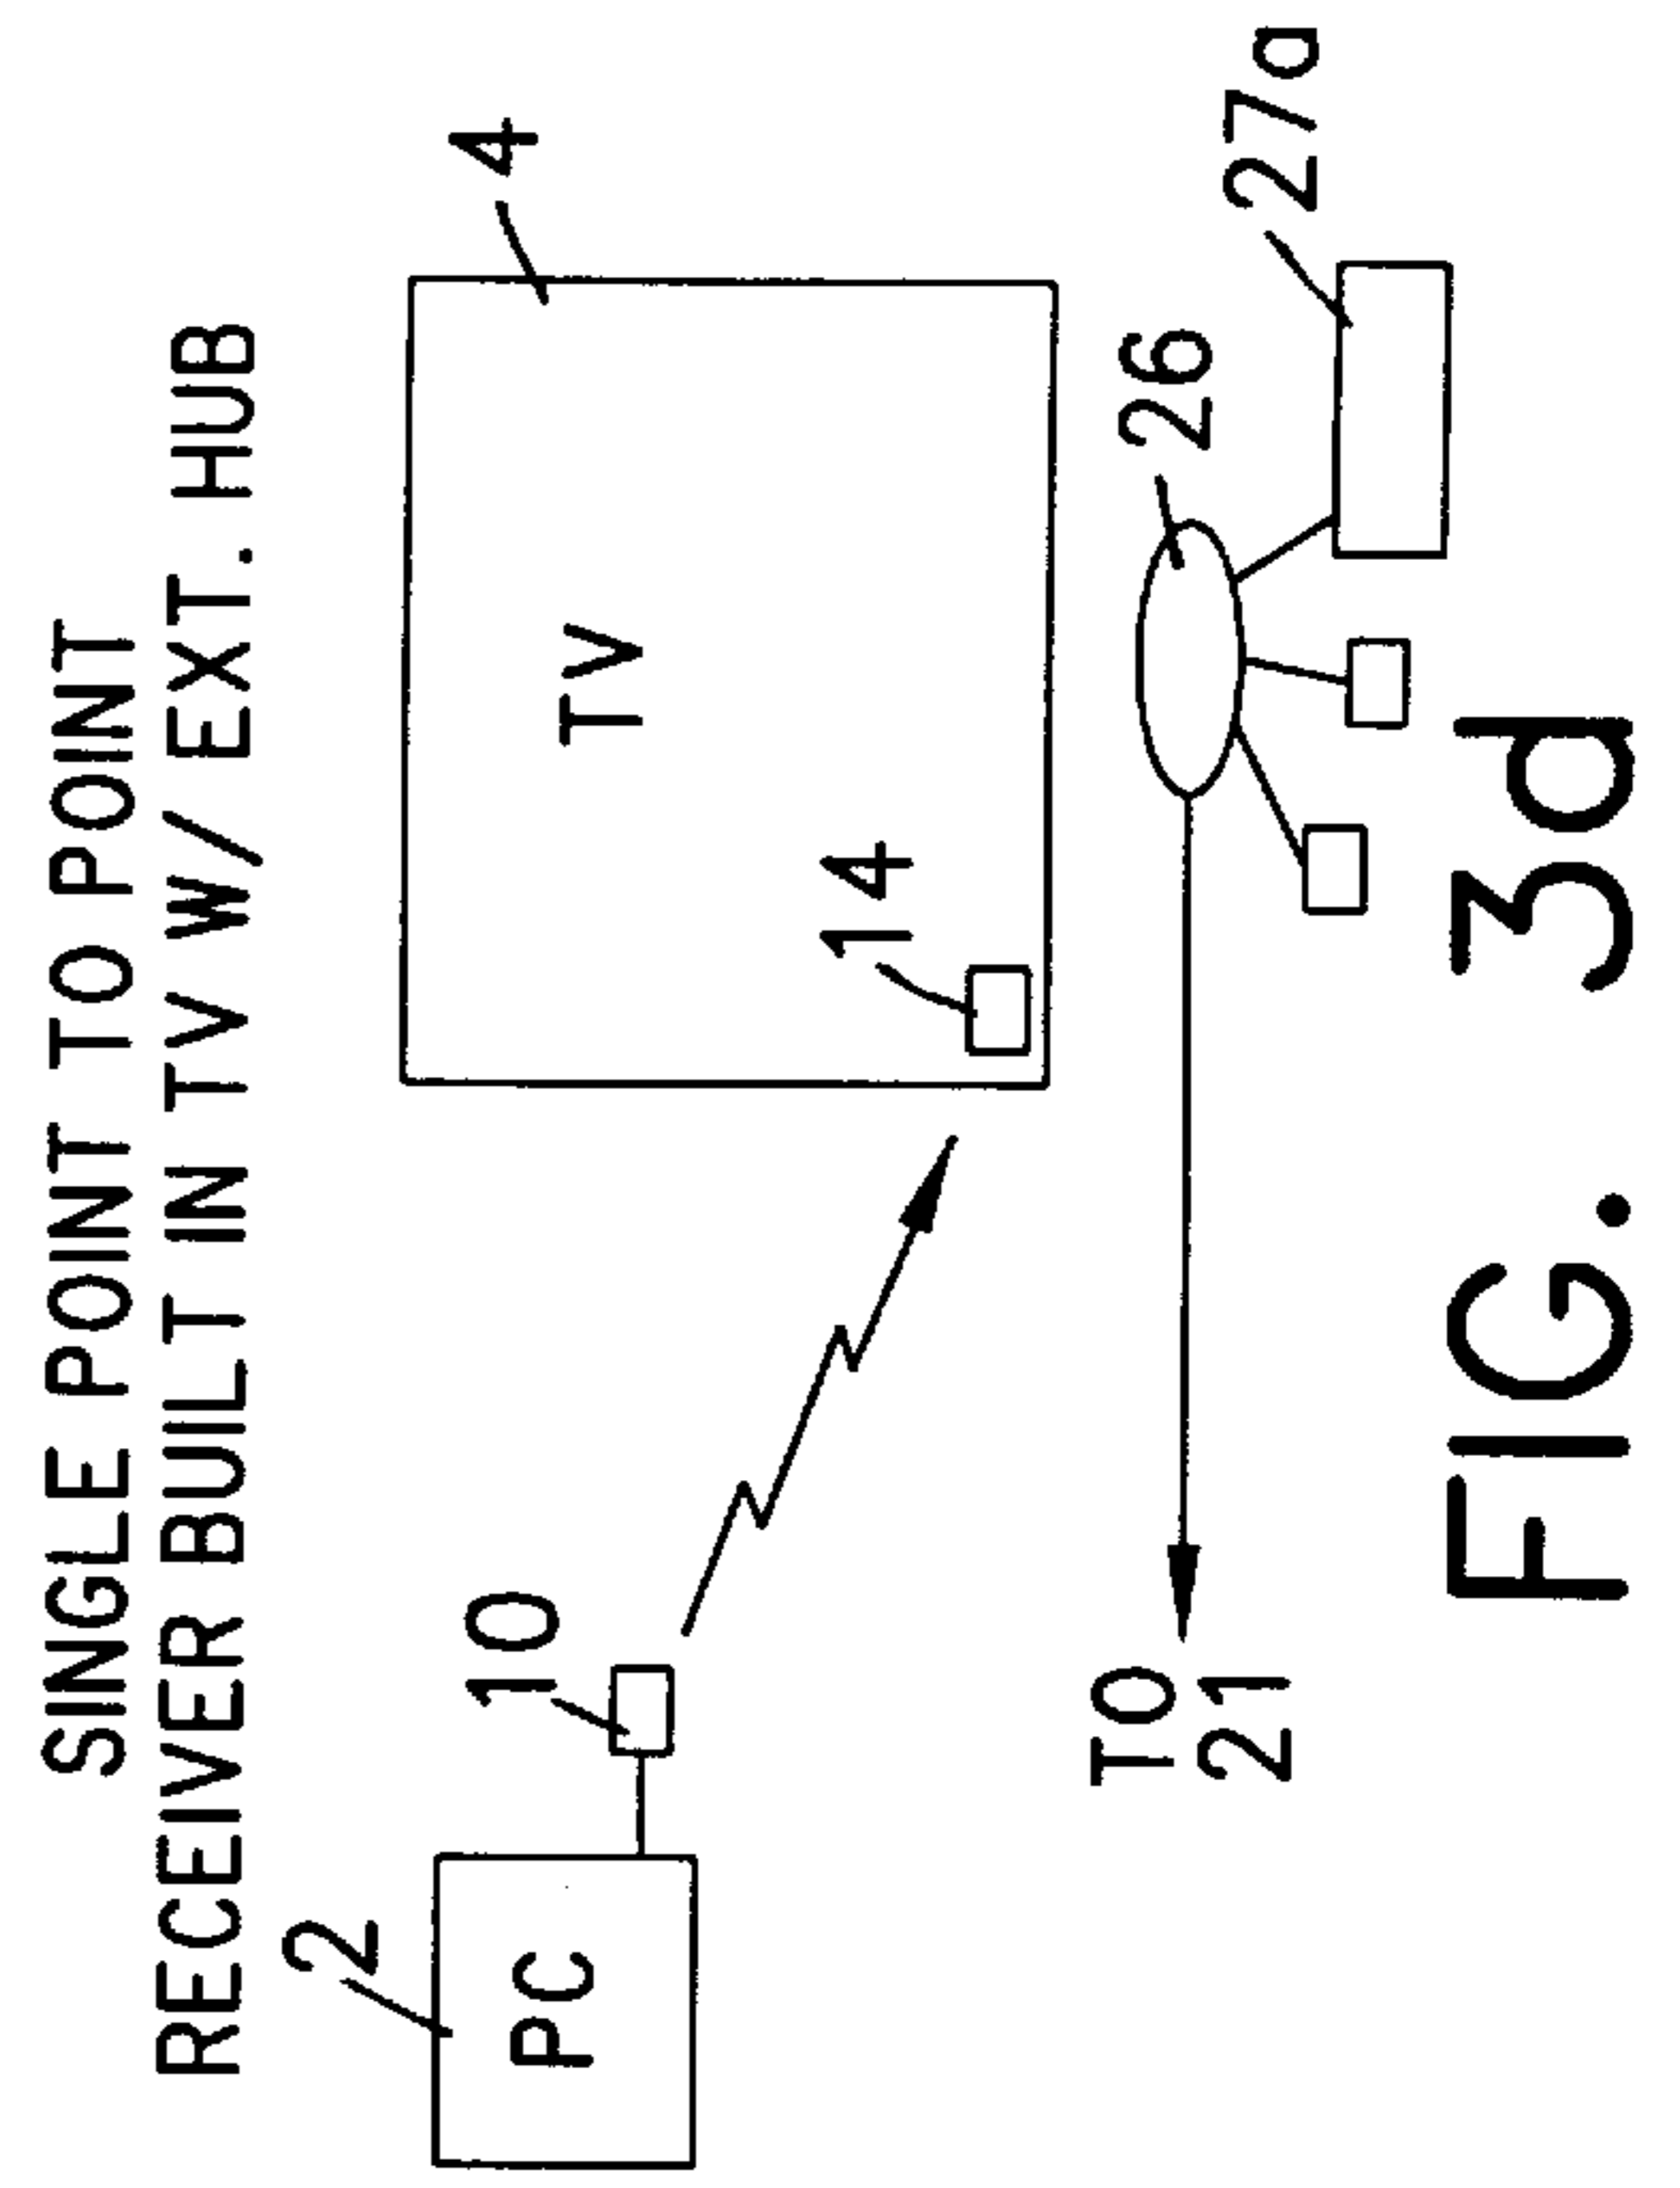 SINGLE POINT TO POINT
RECEIVER BUILT IN TV W/ EXT. HUB
2
PC
10
4
TV
14
TO
21
26
27a
FIG. 3d